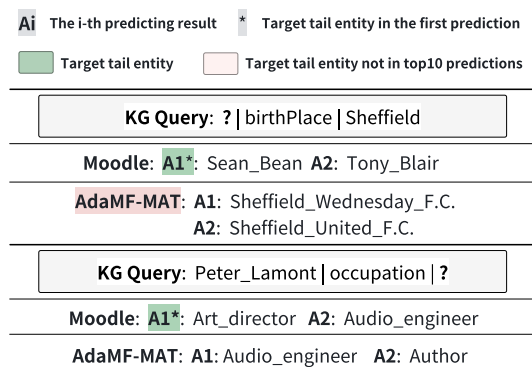 Ai The i-th predicting result * Target tail entity in the first prediction
Target tail entity Target tail entity not in top10 predictions
KG Query: ? | birthPlace | Sheffield
Moodle: A1*: Sean_Bean A2: Tony_Blair
AdaMF-MAT: A1: Sheffield_Wednesday_F.C.
A2: Sheffield_United_F.C.
KG Query: Peter_Lamont | occupation | ?
Moodle: A1*: Art_director A2: Audio_engineer
AdaMF-MAT: A1: Audio_engineer A2: Author